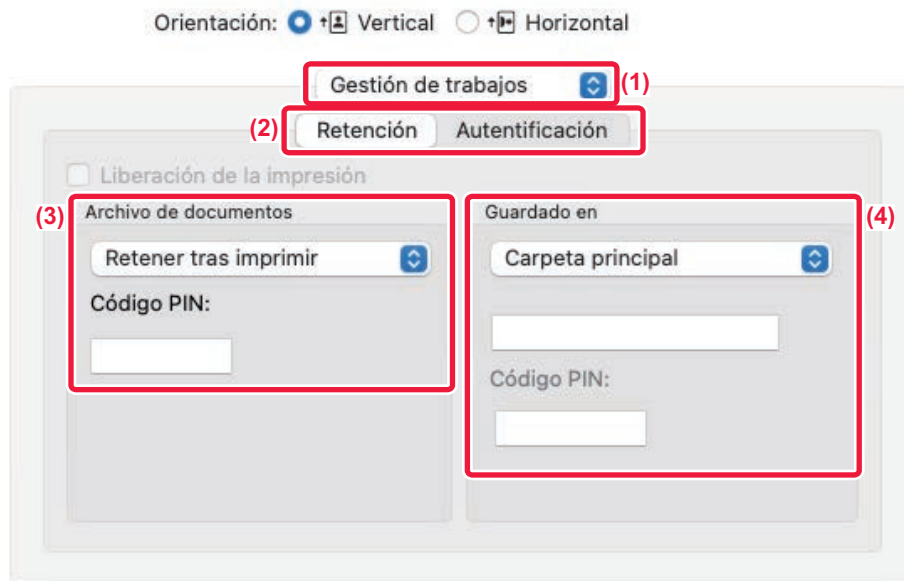 Orientación: Vertical Horizontal
Gestión de trabajos (1)
(2) Retención Autentificación
Liberación de la impresión
(3) Archivo de documentos
Retener tras imprimir
Código PIN:
Guardado en (4)
Carpeta principal
Código PIN: